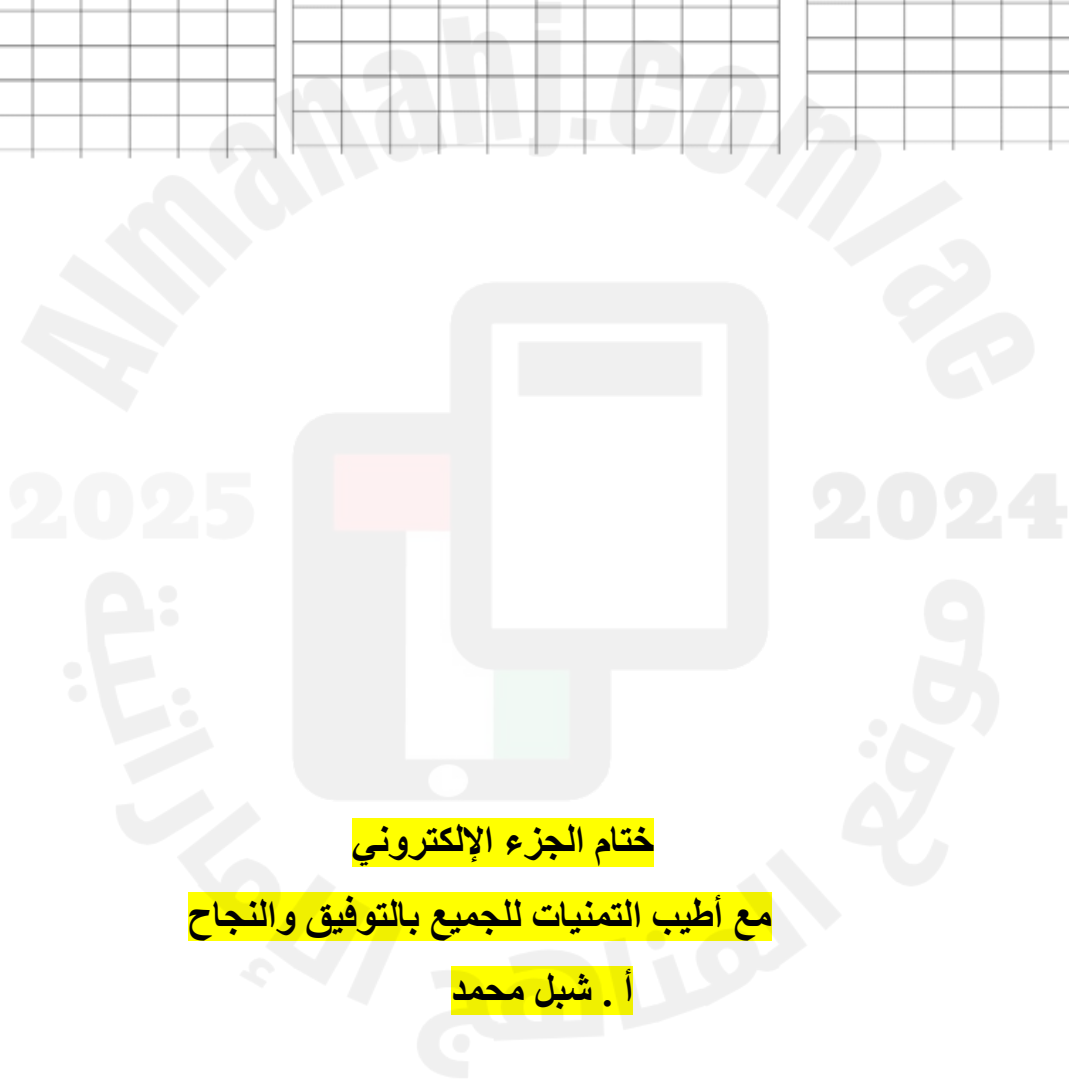 Almanahj.com/ae
2025
2024
موقع المناهج الإماراتية
ختام الجزء الإلكتروني
مع أطيب التمنيات للجميع بالتوفيق والنجاح
أ . شبل محمد